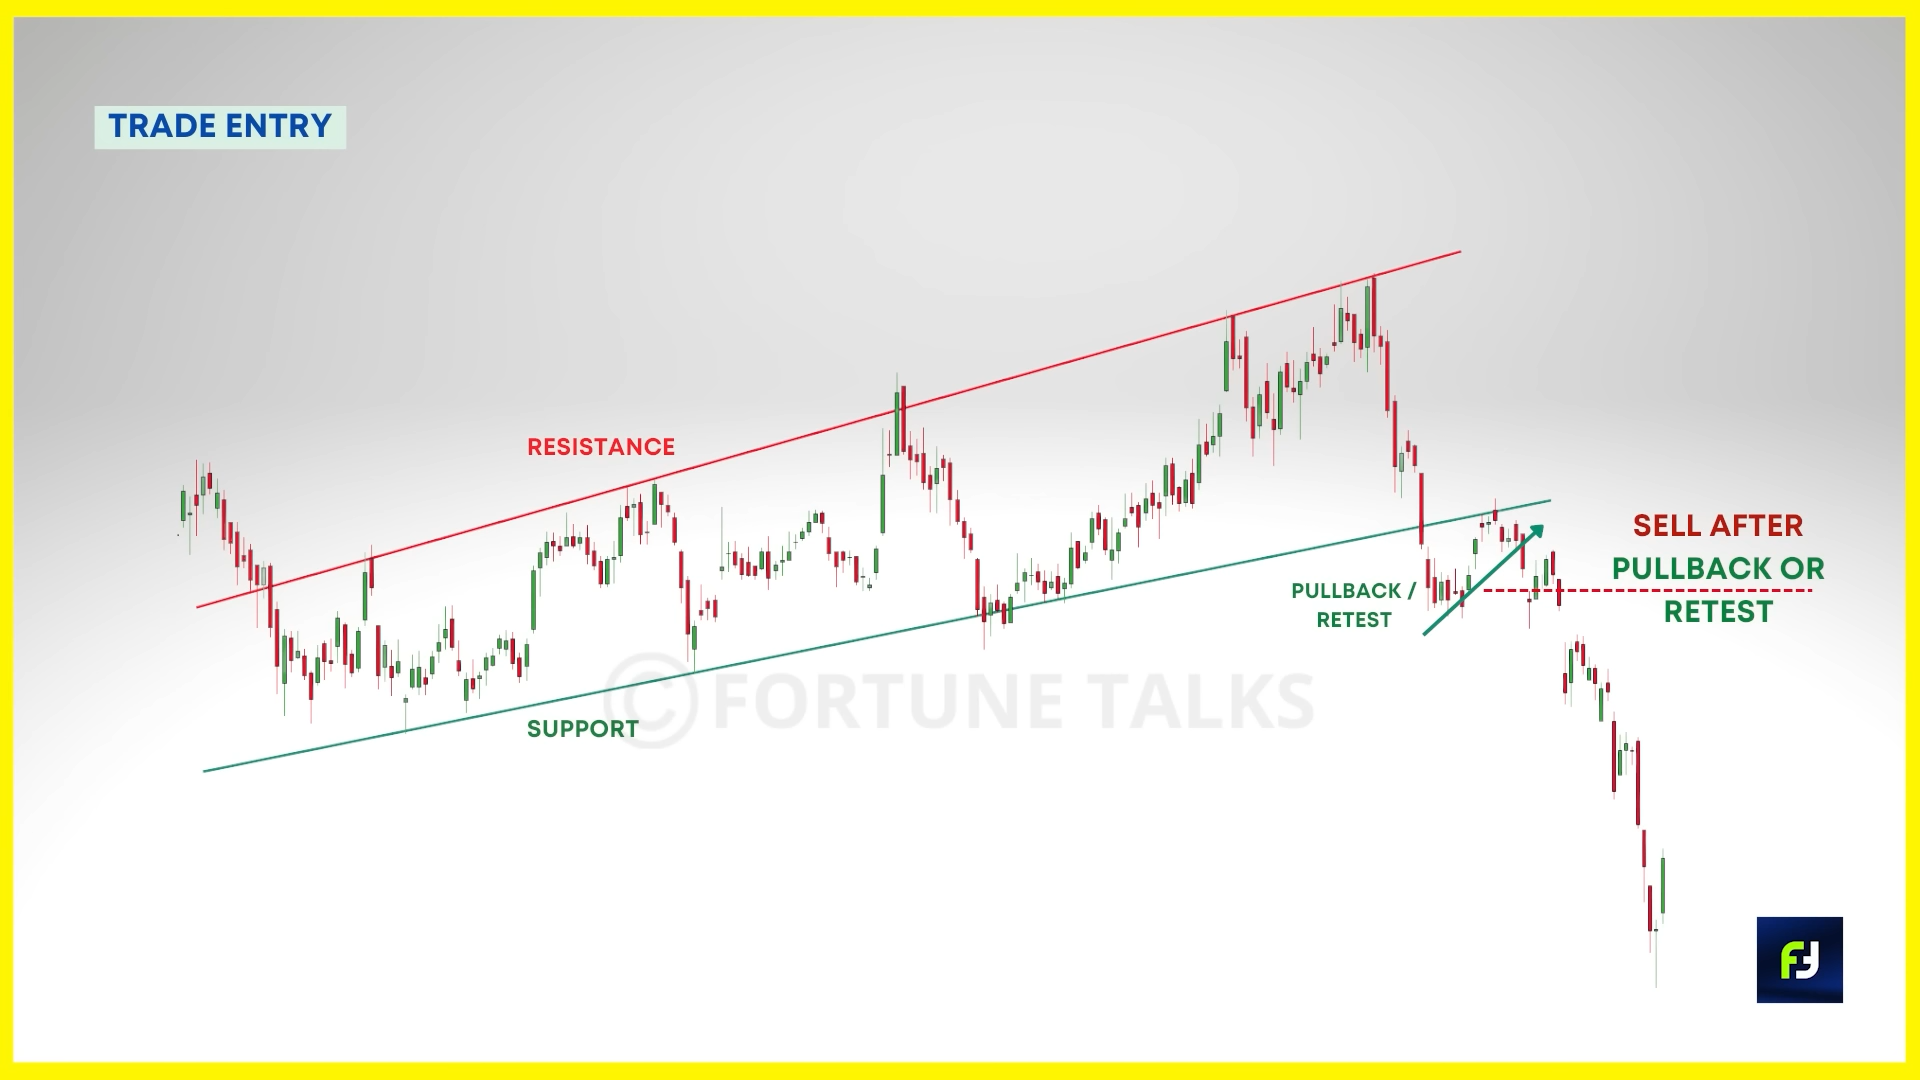 TRADE ENTRY
RESISTANCE
SELL AFTER
PULLBACK OR
RETEST
PULLBACK /
RETEST
© FORTUNE TALKS
SUPPORT